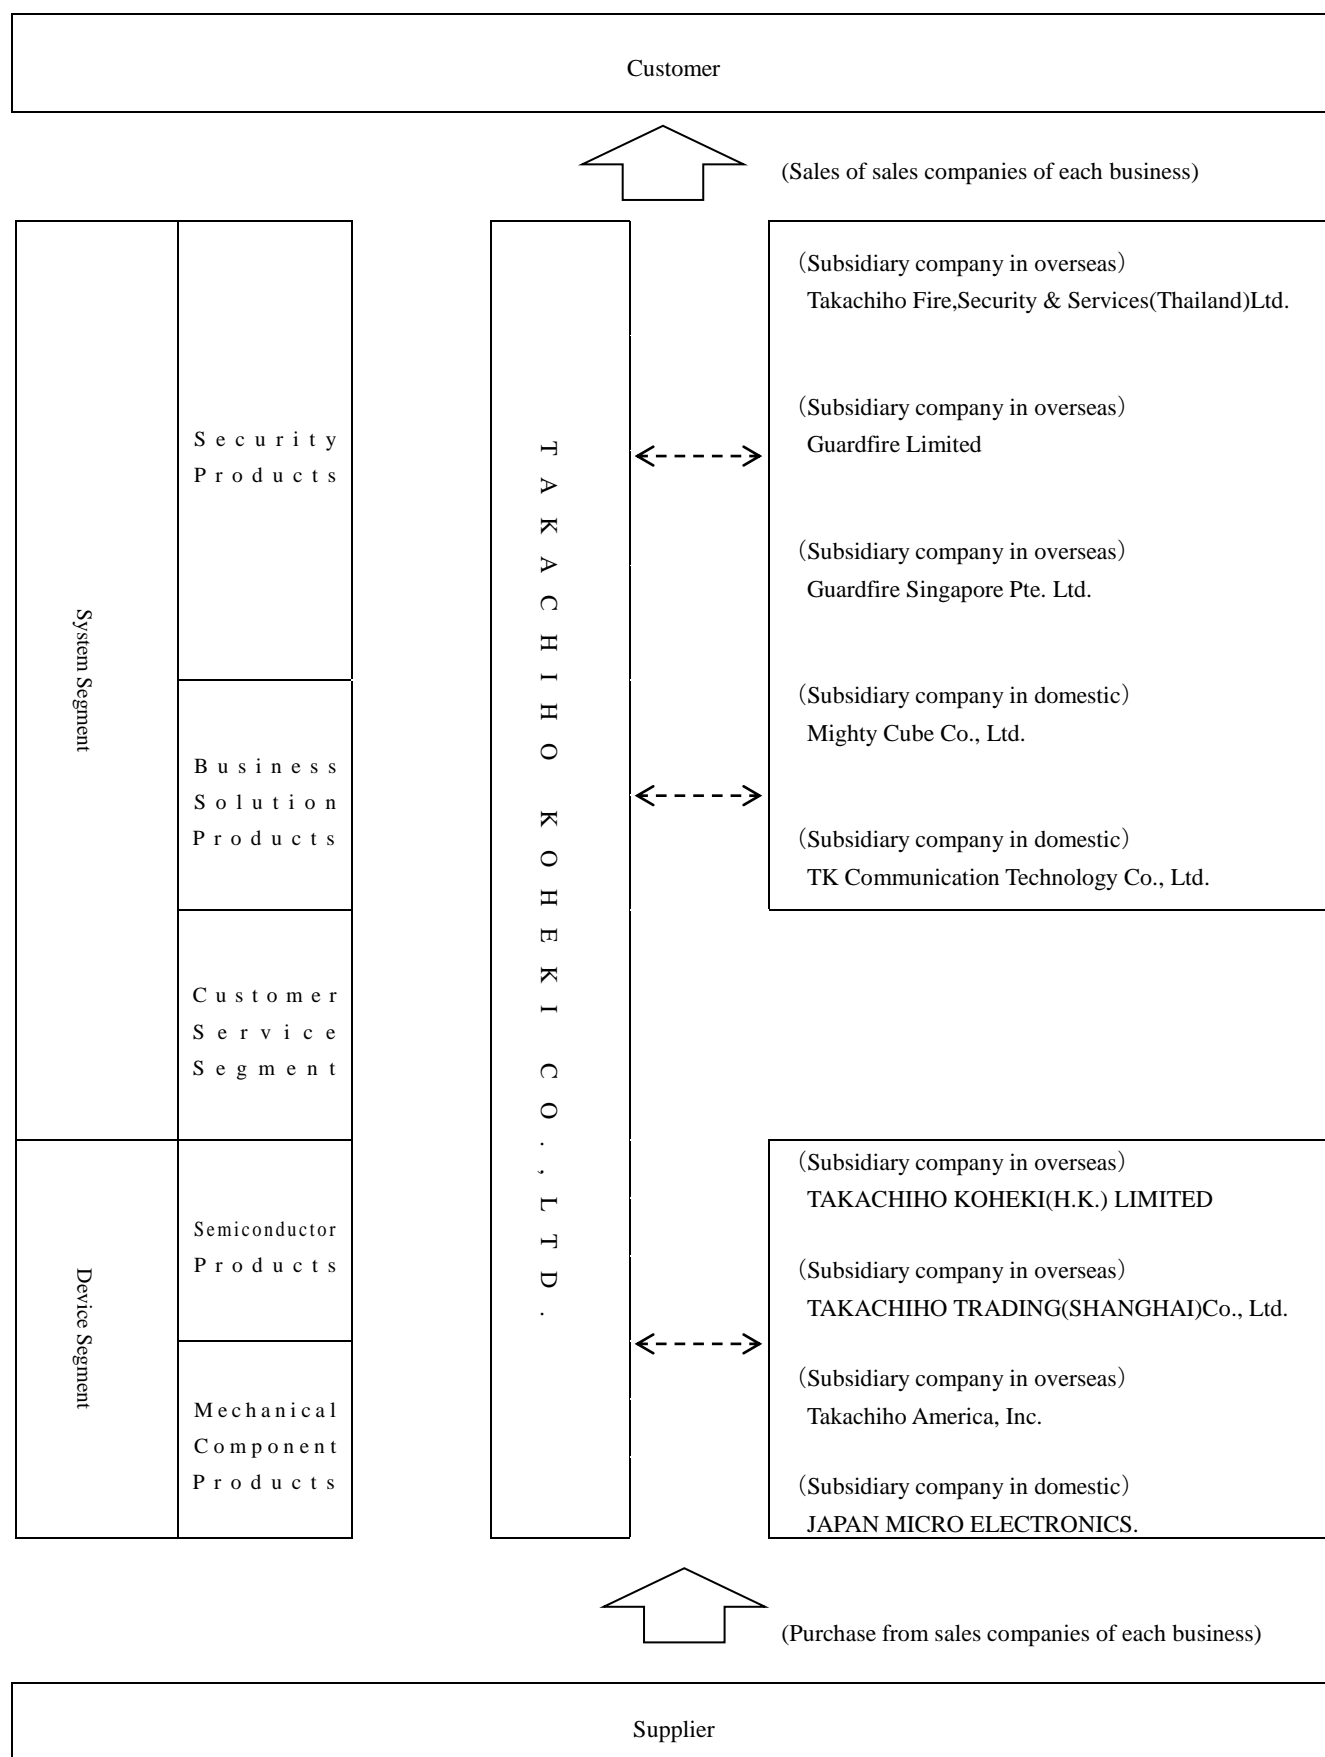 Customer
(Sales of sales companies of each business)
System Segment
Security
Products
Business
Solution
Products
Customer
Service
Segment
Device Segment
Semiconductor
Products
Mechanical
Component
Products
TAKACHIHO KOHEKI CO.,LTD.
（Subsidiary company in overseas）
Takachiho Fire,Security & Services(Thailand)Ltd.
（Subsidiary company in overseas）
Guardfire Limited
（Subsidiary company in overseas）
Guardfire Singapore Pte. Ltd.
（Subsidiary company in domestic）
Mighty Cube Co., Ltd.
（Subsidiary company in domestic）
TK Communication Technology Co., Ltd.
（Subsidiary company in overseas）
TAKACHIHO KOHEKI(H.K.) LIMITED
（Subsidiary company in overseas）
TAKACHIHO TRADING(SHANGHAI)Co., Ltd.
（Subsidiary company in overseas）
Takachiho America, Inc.
（Subsidiary company in domestic）
JAPAN MICRO ELECTRONICS.
(Purchase from sales companies of each business)
Supplier